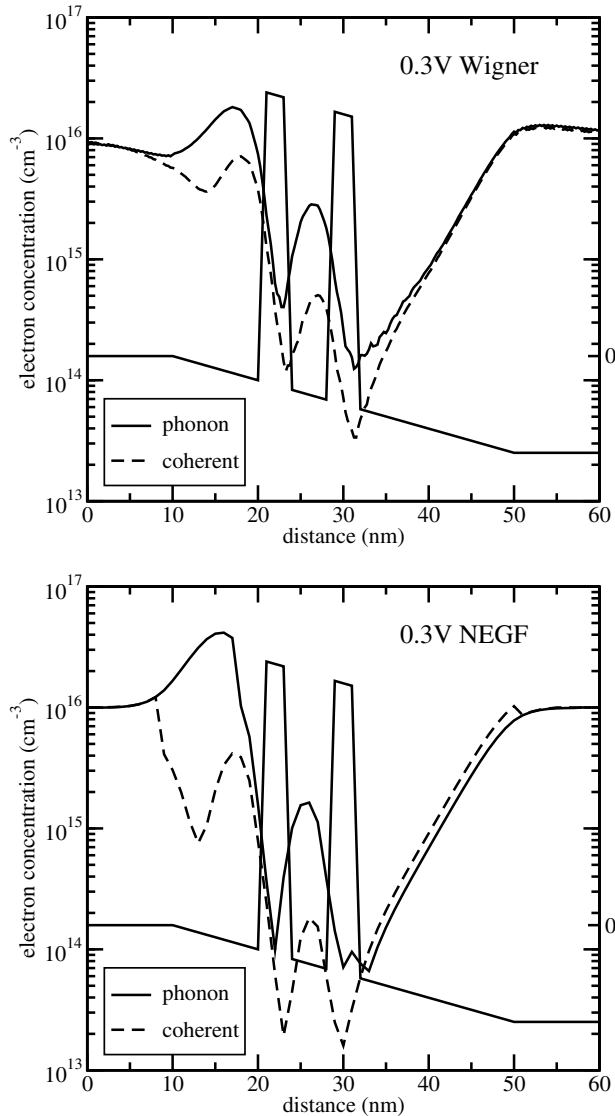 10^17
0.3V Wigner
10^16
10^15
electron concentration (cm^-3)
0
10^14
phonon
coherent
10^13
0 10 20 30 40 50 60
distance (nm)
10^17
0.3V NEGF
10^16
10^15
electron concentration (cm^-3)
0
10^14
phonon
coherent
10^13
0 10 20 30 40 50 60
distance (nm)